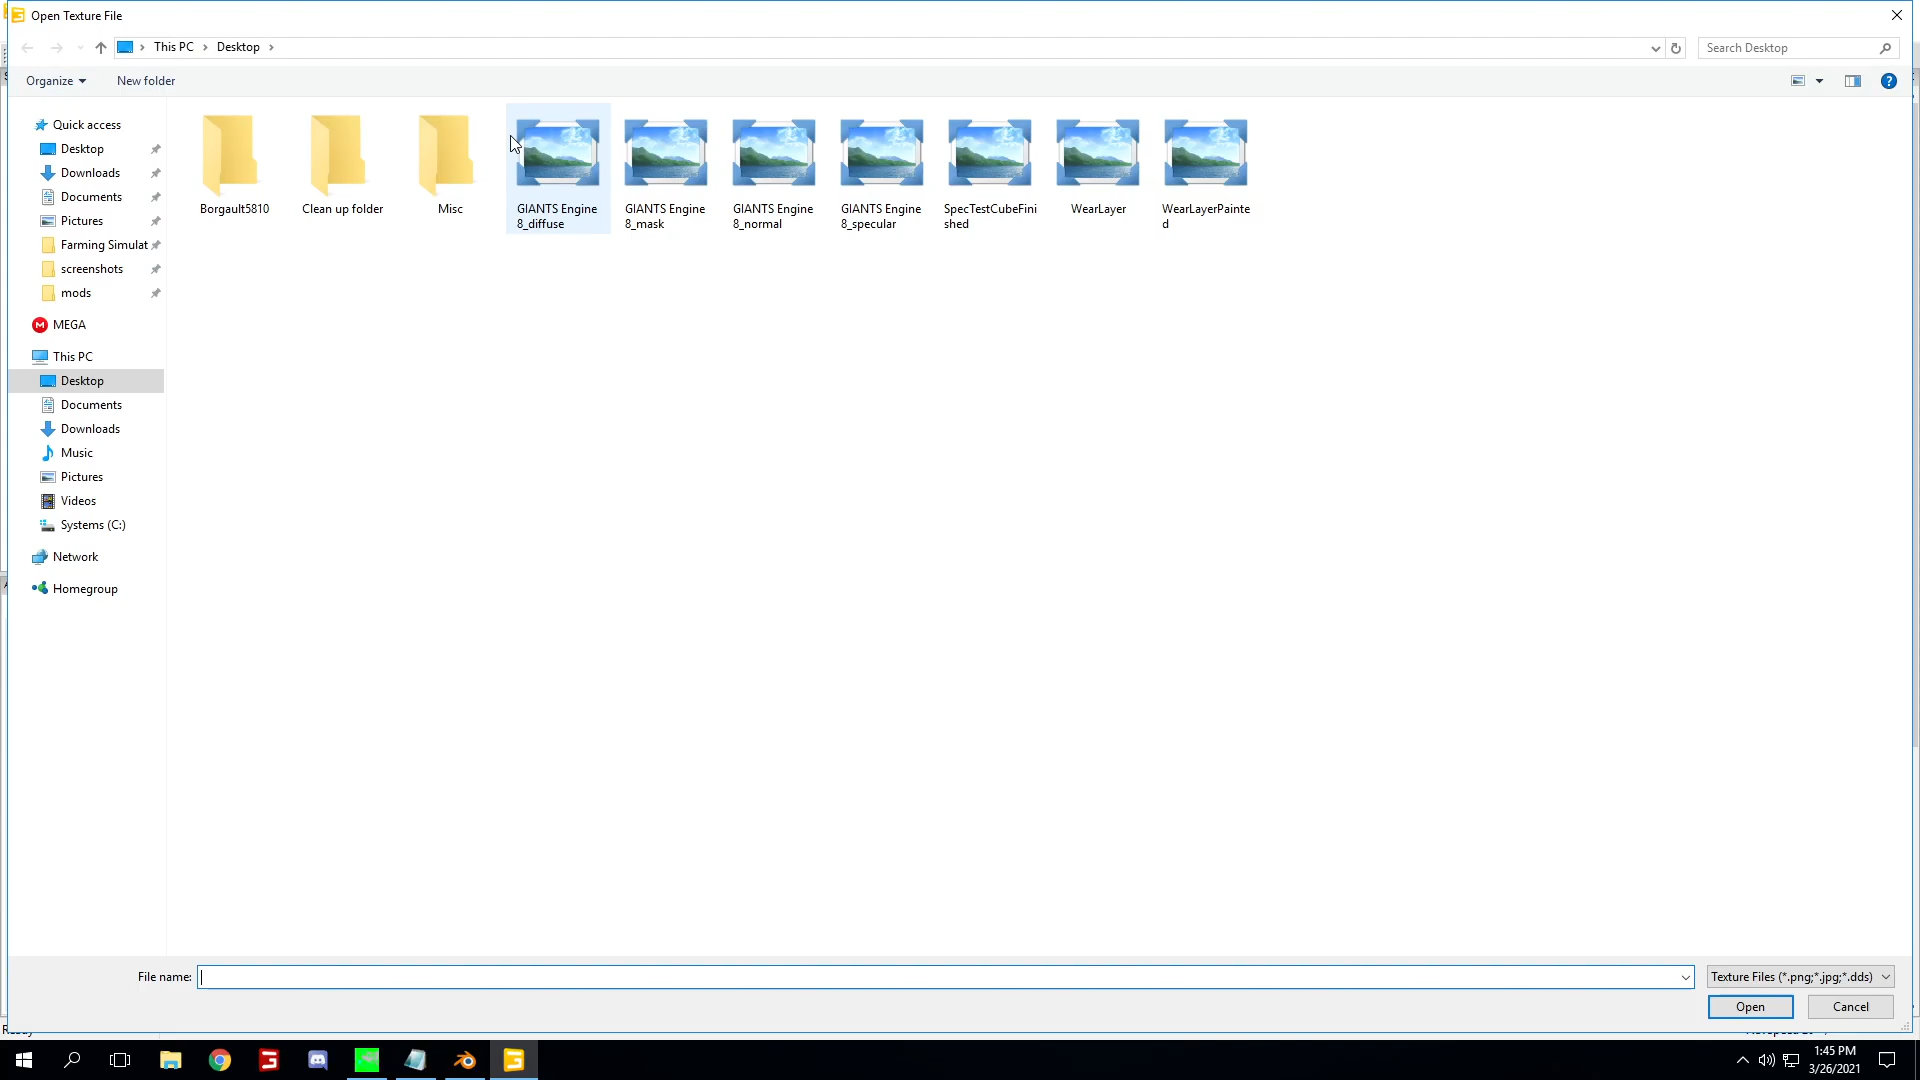 Open Texture File
This PC
Desktop
Search Desktop
Organize
New folder
Quick access
Desktop
Downloads
Documents
Pictures
Farming Simulat
screenshots
mods
MEGA
This PC
Desktop
Documents
Downloads
Music
Pictures
Videos
Systems (C:)
Network
Homegroup
Borgault5810
Clean up folder
Misc
GIANTS Engine
8_diffuse
GIANTS Engine
8_mask
GIANTS Engine
8_normal
GIANTS Engine
8_specular
SpecTestCubeFini
shed
WearLayer
WearLayerPainte
d
File name:
Texture Files (*.png;*.jpg;*.dds)
Open
Cancel
1:45 PM
3/26/2021